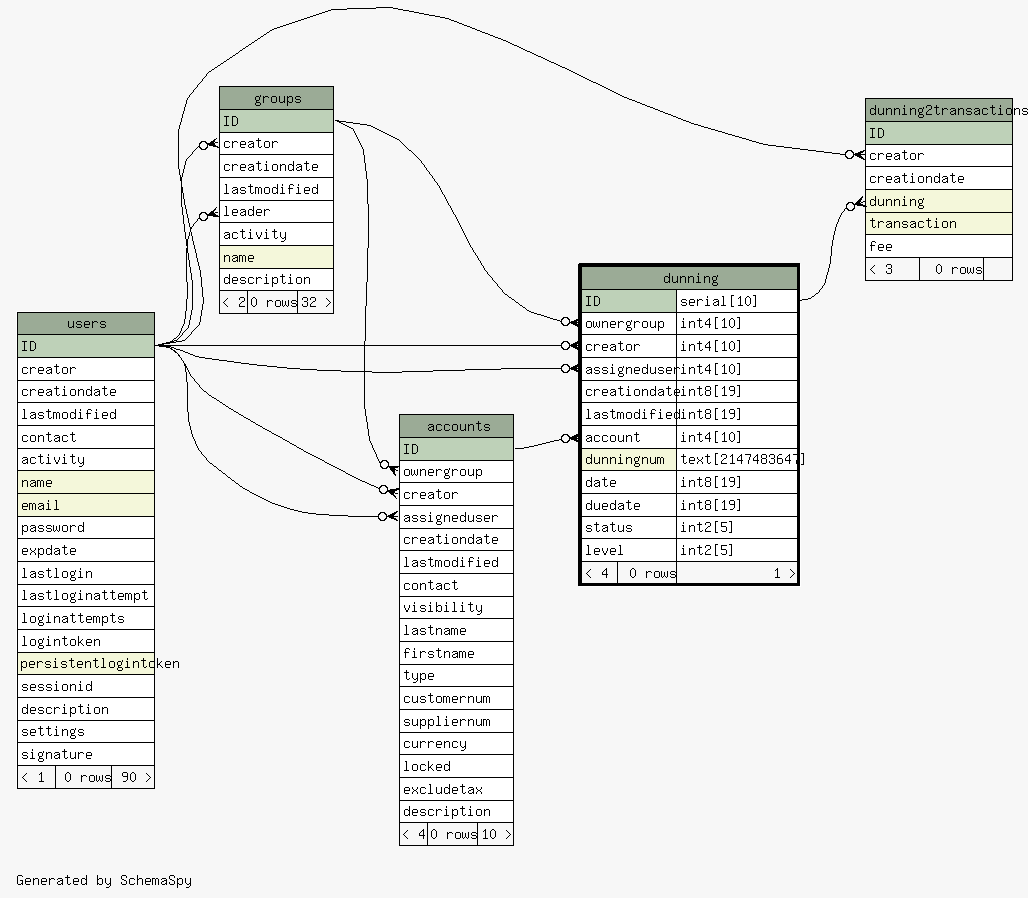 groups
ID
creator
creationdate
lastmodified
leader
activity
name
description
< 2 0 rows 32 >
dunning2transactions
ID
creator
creationdate
dunning
transaction
fee
< 3 0 rows
dunning
ID serial[10]
ownergroup int4[10]
creator int4[10]
assigneduser int4[10]
creationdate int8[19]
lastmodified int8[19]
account int4[10]
dunningnum text[2147483647]
date int8[19]
duedate int8[19]
status int2[5]
level int2[5]
< 4 0 rows 1 >
users
ID
creator
creationdate
lastmodified
contact
activity
name
email
password
expdate
lastlogin
lastloginattempt
loginattempts
logintoken
persistentlogintoken
sessionid
description
settings
signature
< 1 0 rows 90 >
accounts
ID
ownergroup
creator
assigneduser
creationdate
lastmodified
contact
visibility
lastname
firstname
type
customernum
suppliernum
currency
locked
excludetax
description
< 4 0 rows 10 >
Generated by SchemaSpy